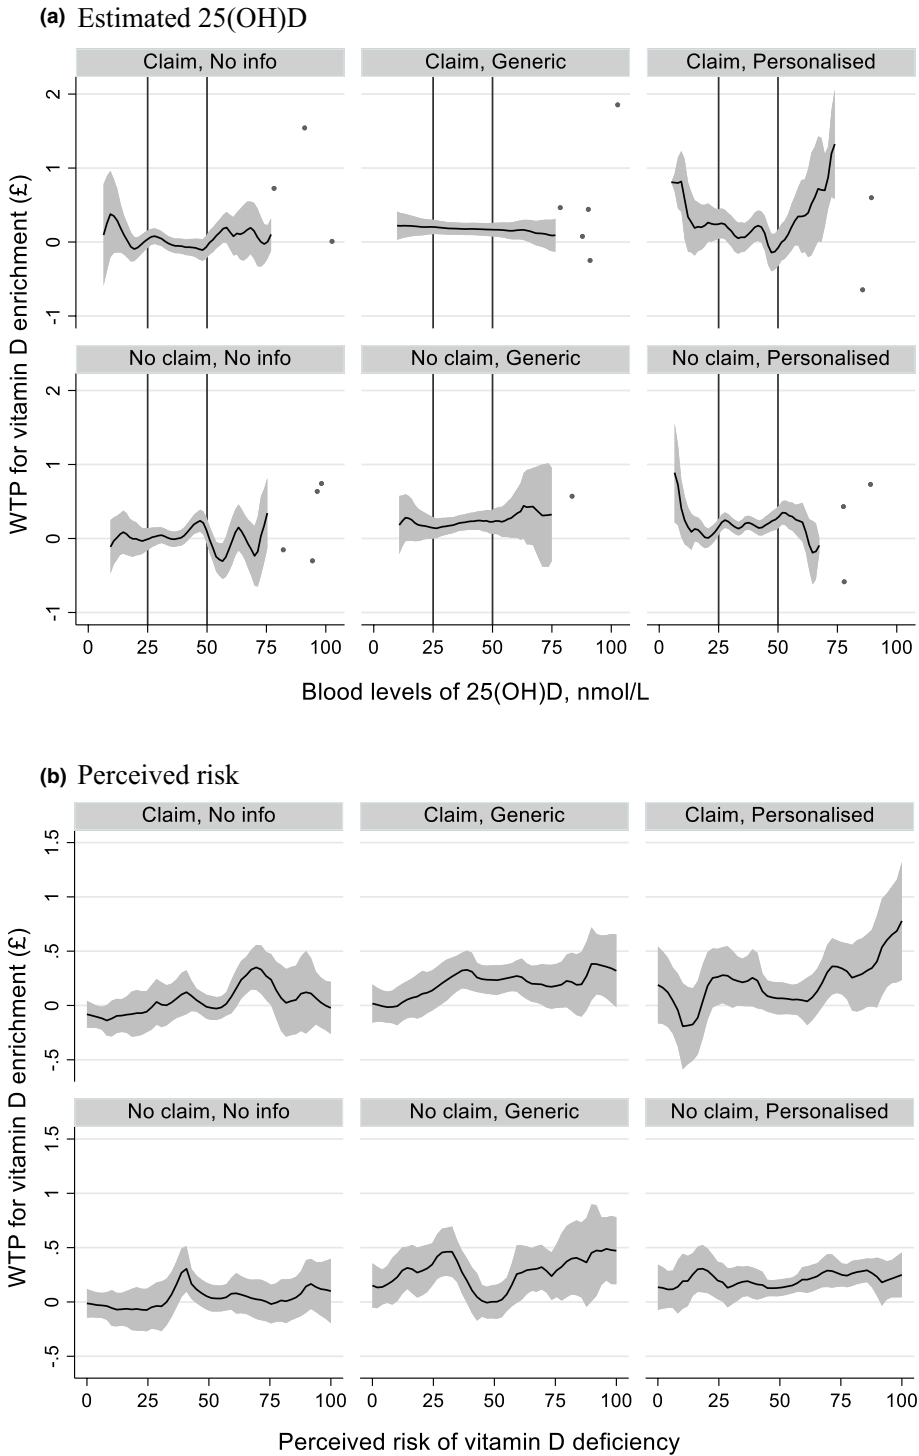 (a) Estimated 25(OH)D
Claim, No info
Claim, Generic
Claim, Personalised
2
1
0
-1
No claim, No info
No claim, Generic
No claim, Personalised
2
1
0
-1
WTP for vitamin D enrichment (£)
0 25 50 75 100
0 25 50 75 100
0 25 50 75 100
Blood levels of 25(OH)D, nmol/L
(b) Perceived risk
Claim, No info
Claim, Generic
Claim, Personalised
1.5
1
.5
0
-.5
No claim, No info
No claim, Generic
No claim, Personalised
1.5
1
.5
0
-.5
WTP for vitamin D enrichment (£)
0 25 50 75 100
0 25 50 75 100
0 25 50 75 100
Perceived risk of vitamin D deficiency